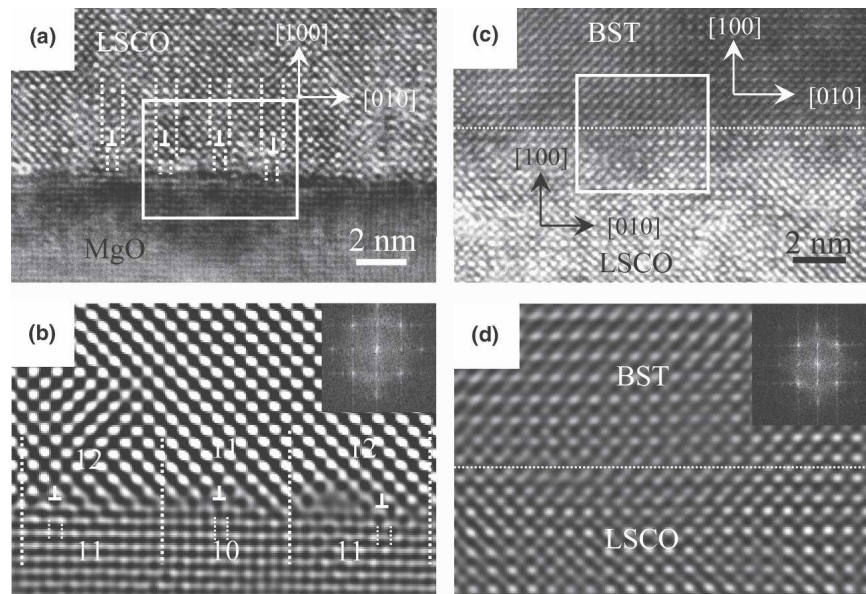 (a)
LSCO
[100]
[010]
MgO
2 nm
(c)
BST
[100]
[010]
[100]
[010]
LSCO
2 nm
(b)
12
11
12
11
10
11
(d)
BST
LSCO